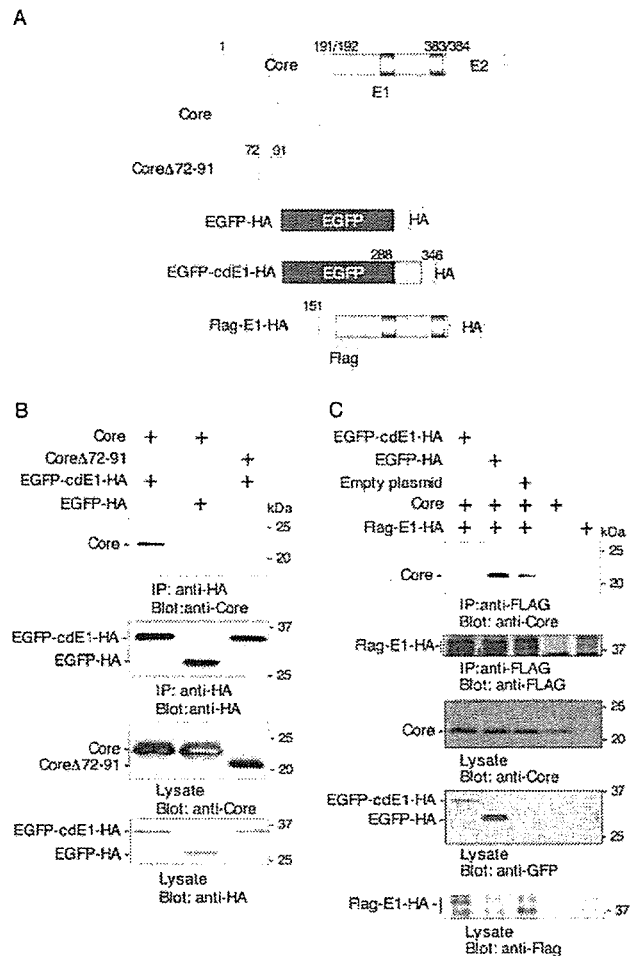 A
1 191/192 383/384
Core E2
E1
Core
72 91
CoreΔ72-91
EGFP-HA EGFP HA
288 346
EGFP-cdE1-HA EGFP HA
151
Flag-E1-HA HA
Flag
B
Core + +
CoreΔ72-91 +
EGFP-cdE1-HA + +
EGFP-HA +
kDa
25
Core
20
IP: anti-HA
Blot:anti-Core
37
EGFP-cdE1-HA
EGFP-HA
25
IP: anti-HA
Blot:anti-HA
25
Core
CoreΔ72-91
20
Lysate
Blot: anti-Core
37
EGFP-cdE1-HA
EGFP-HA
25
Lysate
Blot: anti-HA
C
EGFP-cdE1-HA +
EGFP-HA +
Empty plasmid +
Core + + + +
Flag-E1-HA + + + +
kDa
25
Core
20
IP:anti-FLAG
Blot: anti-Core
Flag-E1-HA
37
IP:anti-FLAG
Blot: anti-FLAG
25
Core
20
Lysate
Blot: anti-Core
37
EGFP-cdE1-HA
EGFP-HA
25
Lysate
Blot: anti-GFP
Flag-E1-HA
37
Lysate
Blot: anti-Flag